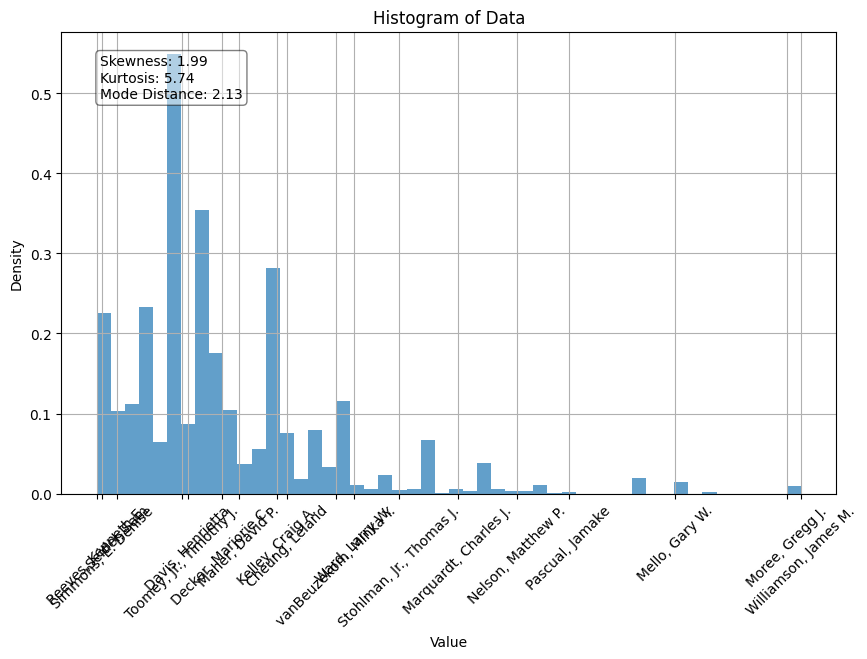 Histogram of Data
Skewness: 1.99
Kurtosis: 5.74
Mode Distance: 2.13
Density
0.5
0.4
0.3
0.2
0.1
0.0
Davis, Henrietta
Toomey, Jr., Timothy J.
Decker, Marjorie C.
Maher, David P.
Kelley, Craig A.
Cheung, Leland
vanBeuzekom, Minka Y.
Ward, Larry W.
Stohlman, Jr., Thomas J.
Marquardt, Charles J.
Nelson, Matthew P.
Pascual, Jamake
Mello, Gary W.
Moree, Gregg J.
Williamson, James M.
Value